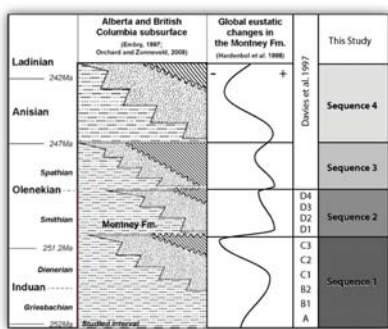 Alberta and British
Columbia subsurface
(Embry, 1997;
Orchard and Zonneveld, 2009)
Global eustatic
changes in
the Montney Fm.
(Hardenbol et al. 1998)
- +
Davies et al. 1997
This Study
Ladinian
242Ma
Anisian
Sequence 4
247Ma
Spathian
Sequence 3
Olenekian
Smithian
Montney Fm.
D4
D3
D2
D1
Sequence 2
251.2Ma
Dienerian
Induan
Griesbachian
C3
C2
C1
B2
B1
A
Sequence 1
252Ma
Studied interval